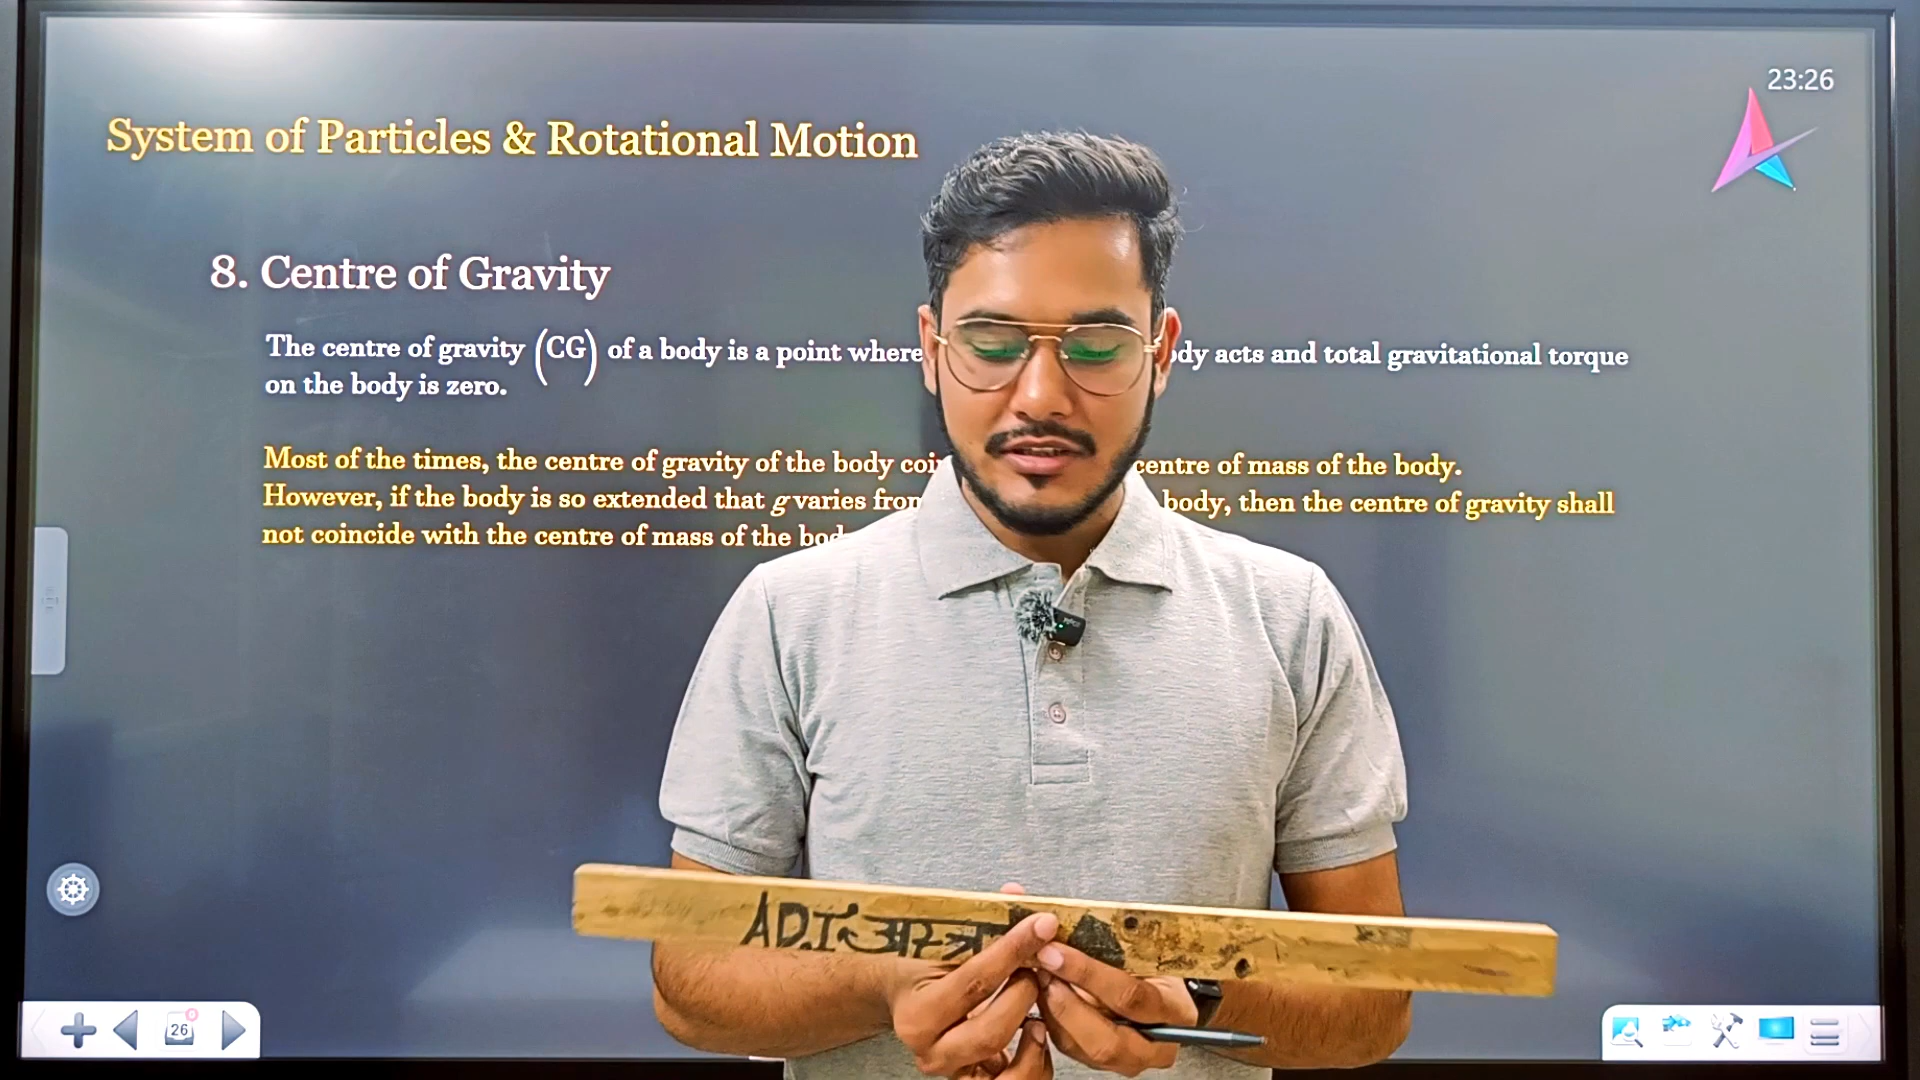 23:26
System of Particles & Rotational Motion
8. Centre of Gravity
The centre of gravity (CG) of a body is a point where dy acts and total gravitational torque
on the body is zero.
Most of the times, the centre of gravity of the body coi centre of mass of the body.
However, if the body is so extended that g varies from body, then the centre of gravity shall
not coincide with the centre of mass of the bod
ADI अस्त्र
26